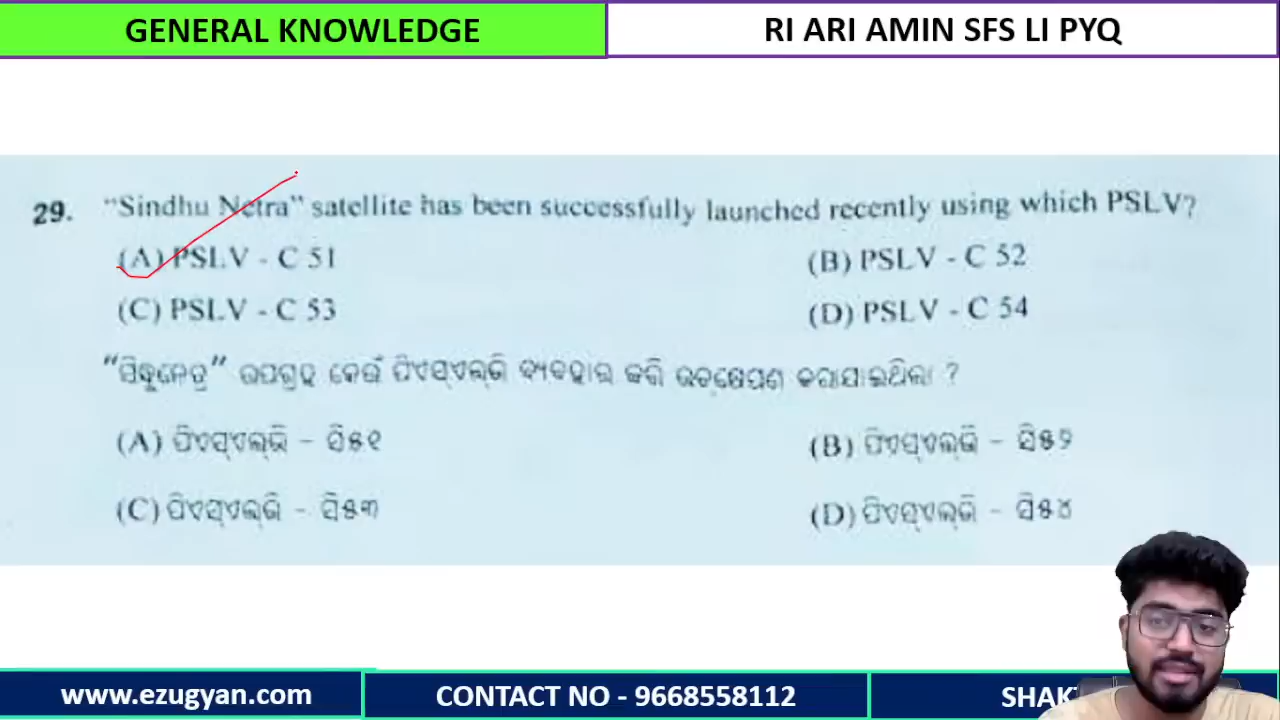 GENERAL KNOWLEDGE
RI ARI AMIN SFS LI PYQ
29. "Sindhu Netra" satellite has been successfully launched recently using which PSLV?
(A) PSLV - C 51 (B) PSLV - C 52
(C) PSLV - C 53 (D) PSLV - C 54
"ସିନ୍ଧୁନେତ୍ର" ଉପଗ୍ରହ କେଉଁ ପିଏସ୍ଏଲ୍‌ଭି ବ୍ୟବହାର କରି ଉତ୍‌କ୍ଷେପଣ କରାଯାଇଥିଲା ?
(A) ପିଏସ୍ଏଲ୍‌ଭି - ସି୫୧ (B) ପିଏସ୍ଏଲ୍‌ଭି - ସି୫୨
(C) ପିଏସ୍ଏଲ୍‌ଭି - ସି୫୩ (D) ପିଏସ୍ଏଲ୍‌ଭି - ସି୫୪
www.ezugyan.com
CONTACT NO - 9668558112